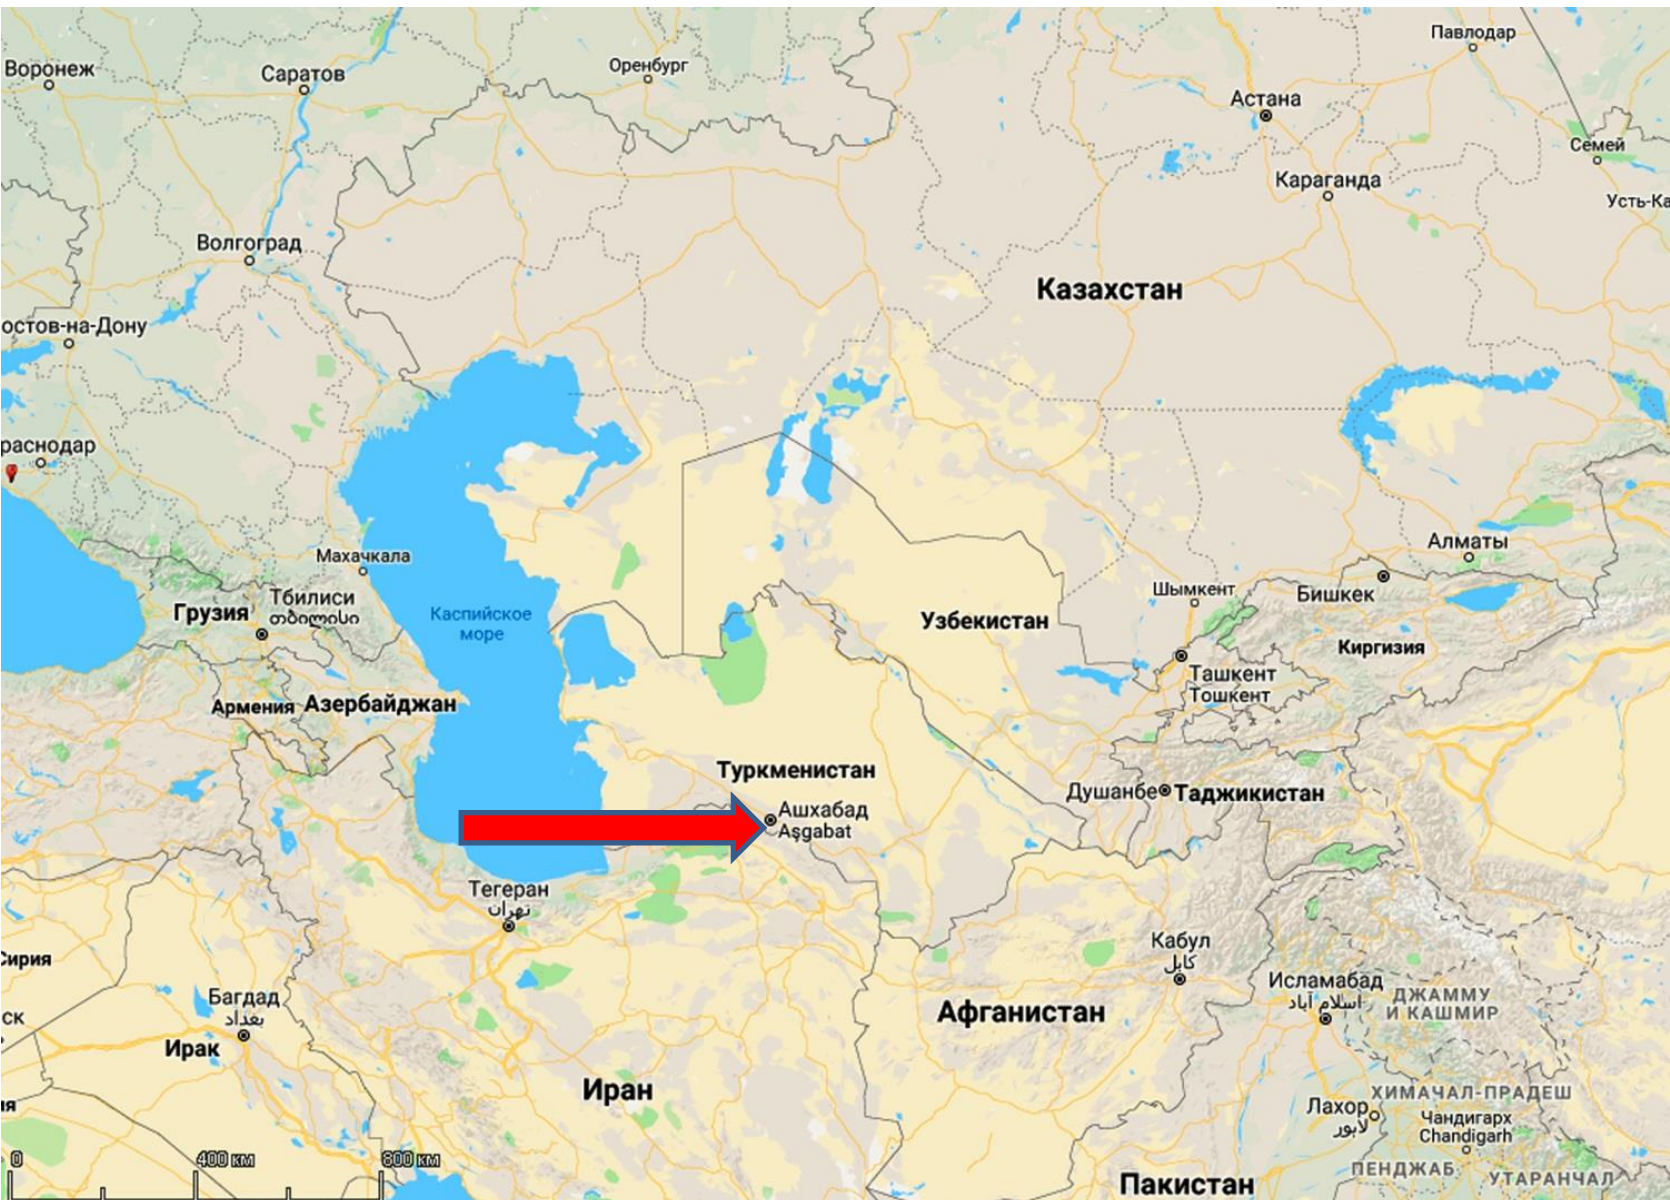 Павлодар
Воронеж
Саратов
Оренбург
Астана
Семей
Караганда
Усть-Ка
Волгоград
Казахстан
остов-на-Дону
раснодар
Махачкала
Алматы
Тбилиси
თბილისი
Грузия
Каспийское
море
Шымкент
Бишкек
Узбекистан
Киргизия
Ташкент
Тошкент
Армения
Азербайджан
Туркменистан
Душанбе
Таджикистан
Ашхабад
Aşgabat
Тегеран
تهران
Кабул
کابل
Сирия
Исламабад
اسلام آباد
ДЖАММУ
И КАШМИР
Багдад
بغداد
ск
Афганистан
Ирак
Иран
ХИМАЧАЛ-ПРАДЕШ
ия
Лахор
لاہور
Чандигарх
Chandigarh
0
400 км
800 км
ПЕНДЖАБ
УТАРАНЧАЛ
Пакистан